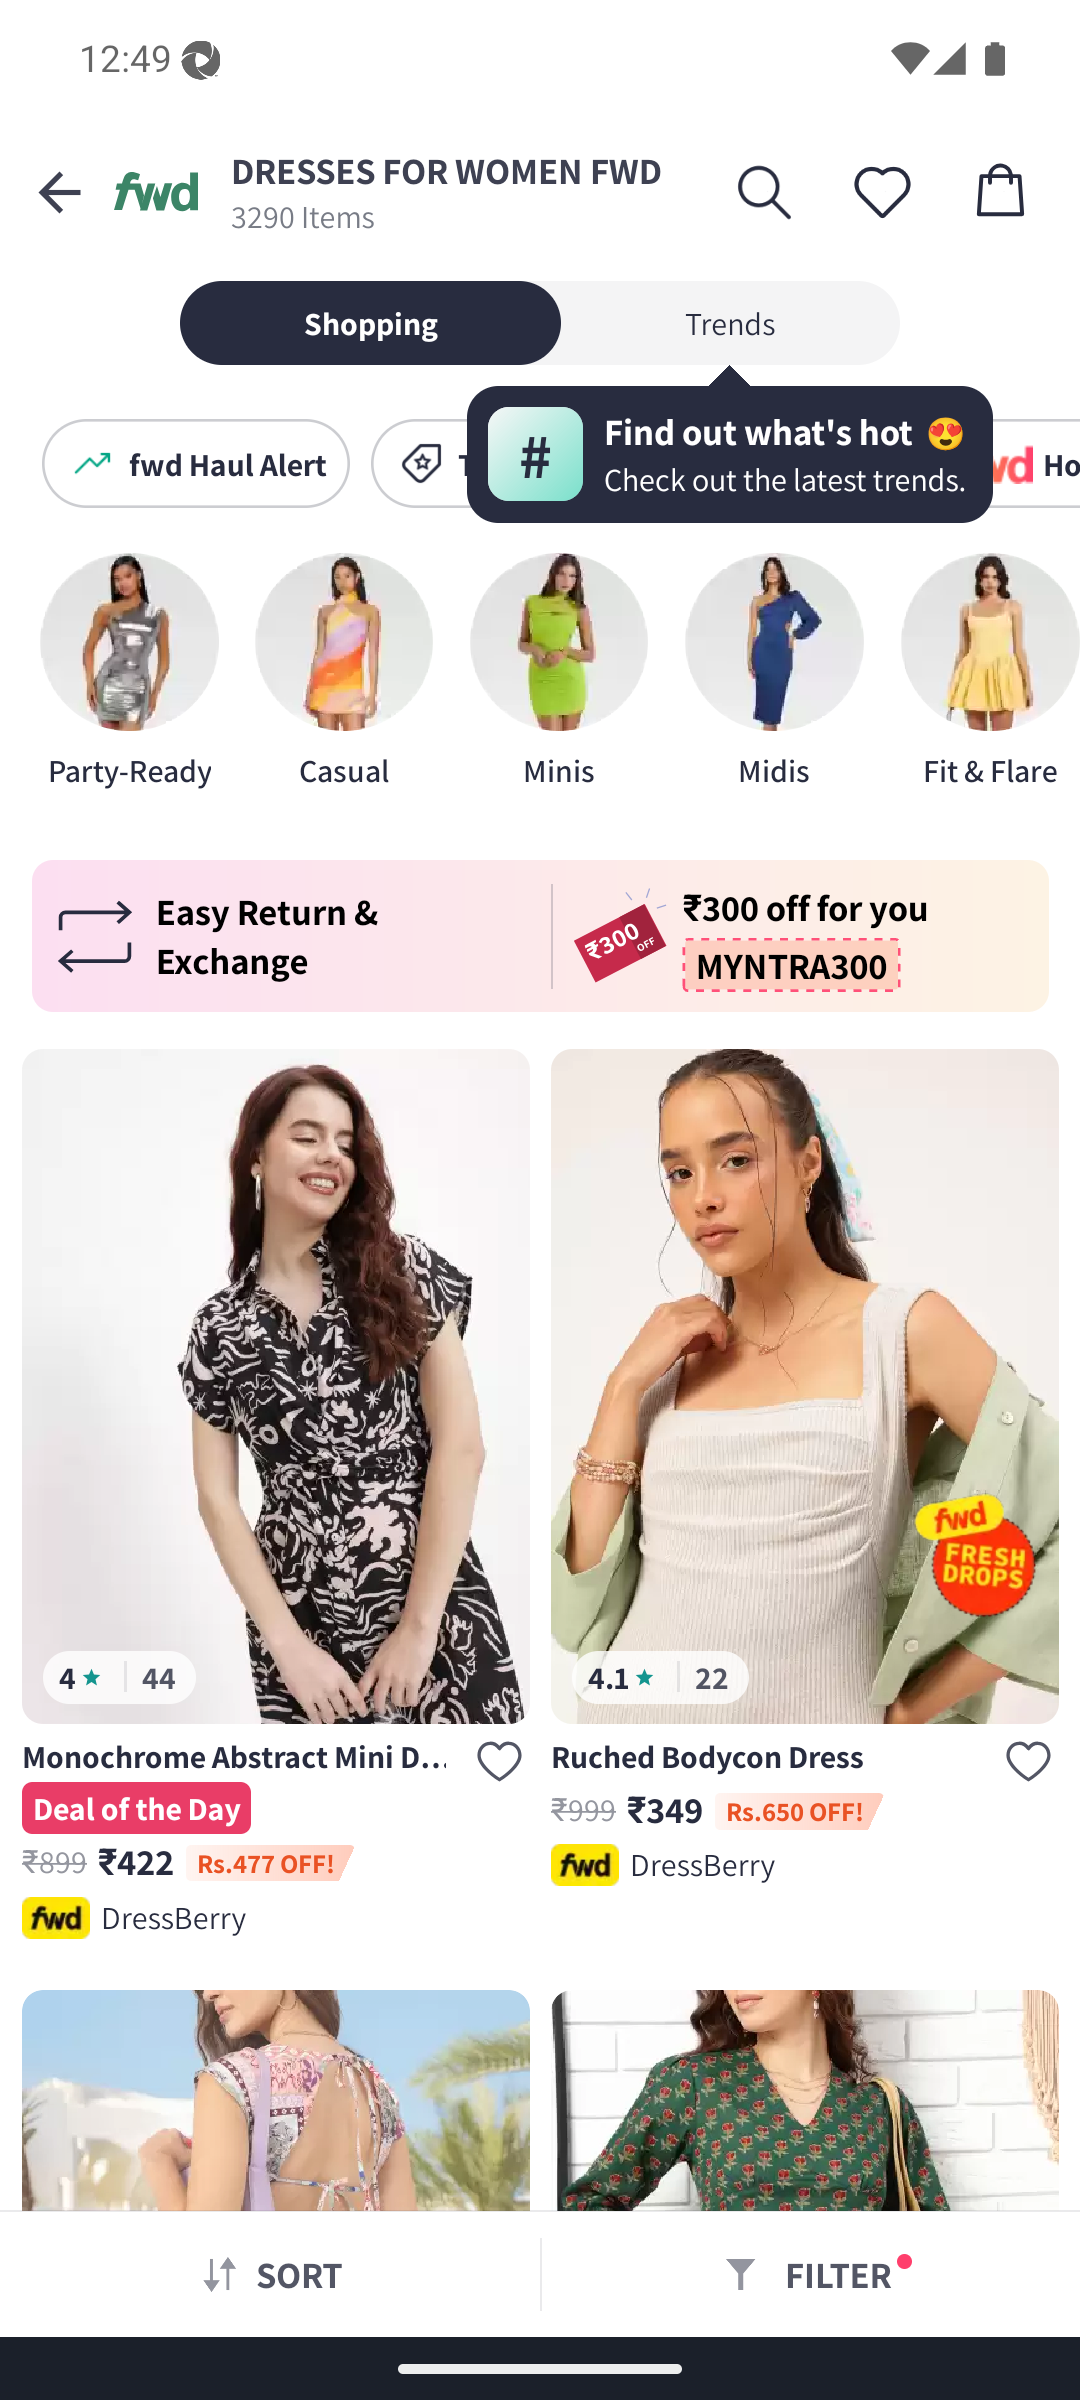 12:49
fwd
DRESSES FOR WOMEN FWD
3290 Items
Shopping
Trends
Find out what's hot 😍
Check out the latest trends.
#
fwd Haul Alert
Party-Ready
Casual
Minis
Midis
Fit & Flare
Easy Return &
Exchange
₹300
OFF
₹300 off for you
MYNTRA300
fwd
FRESH
DROPS
4 ★ | 44
4.1 ★ | 22
Monochrome Abstract Mini D...
Deal of the Day
₹899 ₹422 Rs.477 OFF!
fwd DressBerry
Ruched Bodycon Dress
₹999 ₹349 Rs.650 OFF!
fwd DressBerry
SORT
FILTER